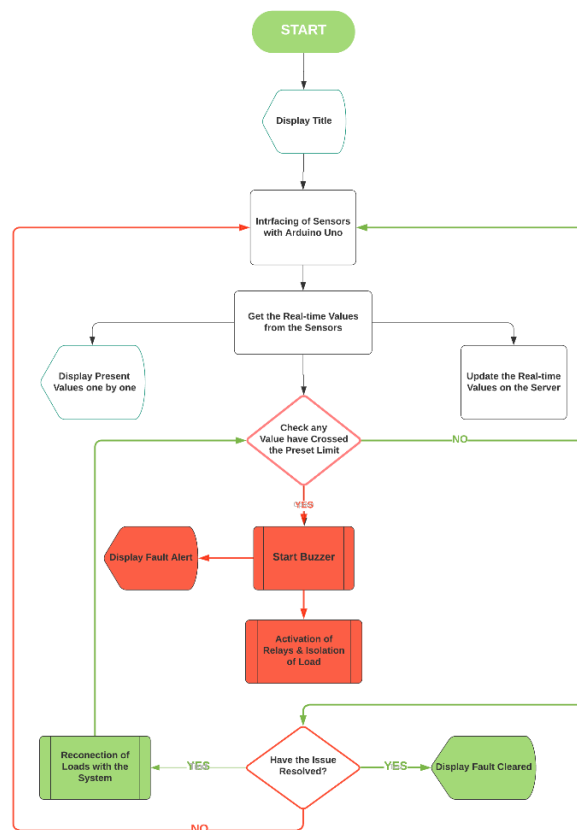 START
Display Title
Intrfacing of Sensors
with Arduino Uno
Get the Real-time Values
from the Sensors
Display Present
Values one by one
Update the Real-time
Values on the Server
Check any
Value have Crossed
the Preset Limit
NO
YES
Display Fault Alert
Start Buzzer
Activation of
Relays & Isolation
of Load
Reconection of
Loads with the
System
YES
Have the Issue
Resolved?
YES
Display Fault Cleared
NO